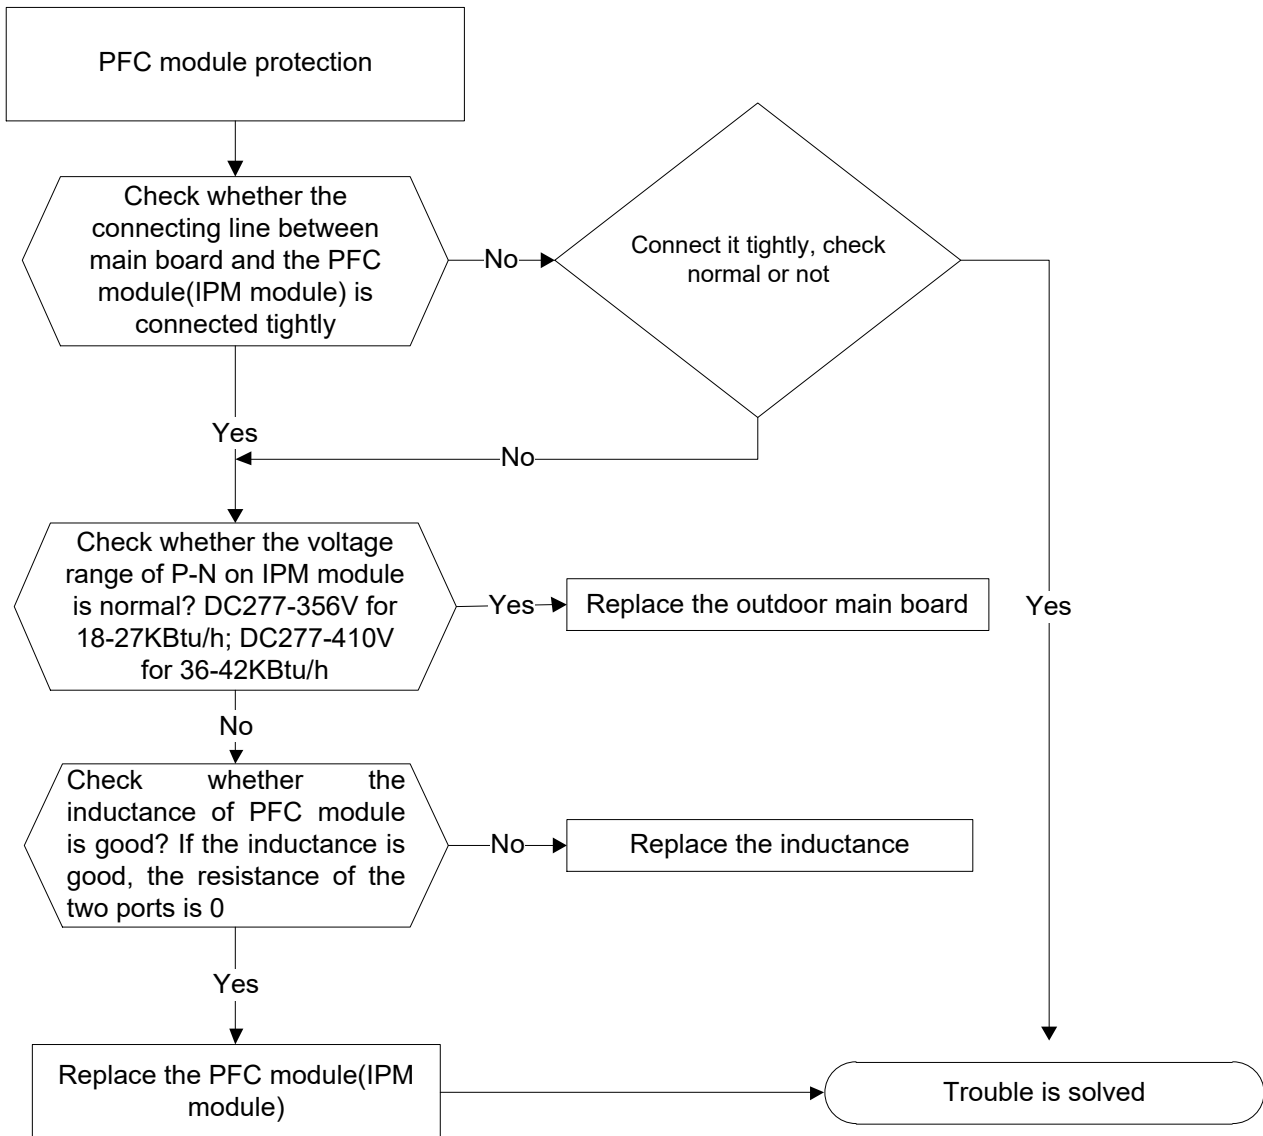 PFC module protection
Check whether the
connecting line between
main board and the PFC
module(IPM module) is
connected tightly
No
Connect it tightly, check
normal or not
Yes
No
Check whether the voltage
range of P-N on IPM module
is normal? DC277-356V for
18-27KBtu/h; DC277-410V
for 36-42KBtu/h
Yes
Replace the outdoor main board
Yes
No
Check whether the
inductance of PFC module
is good? If the inductance is
good, the resistance of the
two ports is 0
No
Replace the inductance
Yes
Replace the PFC module(IPM
module)
Trouble is solved